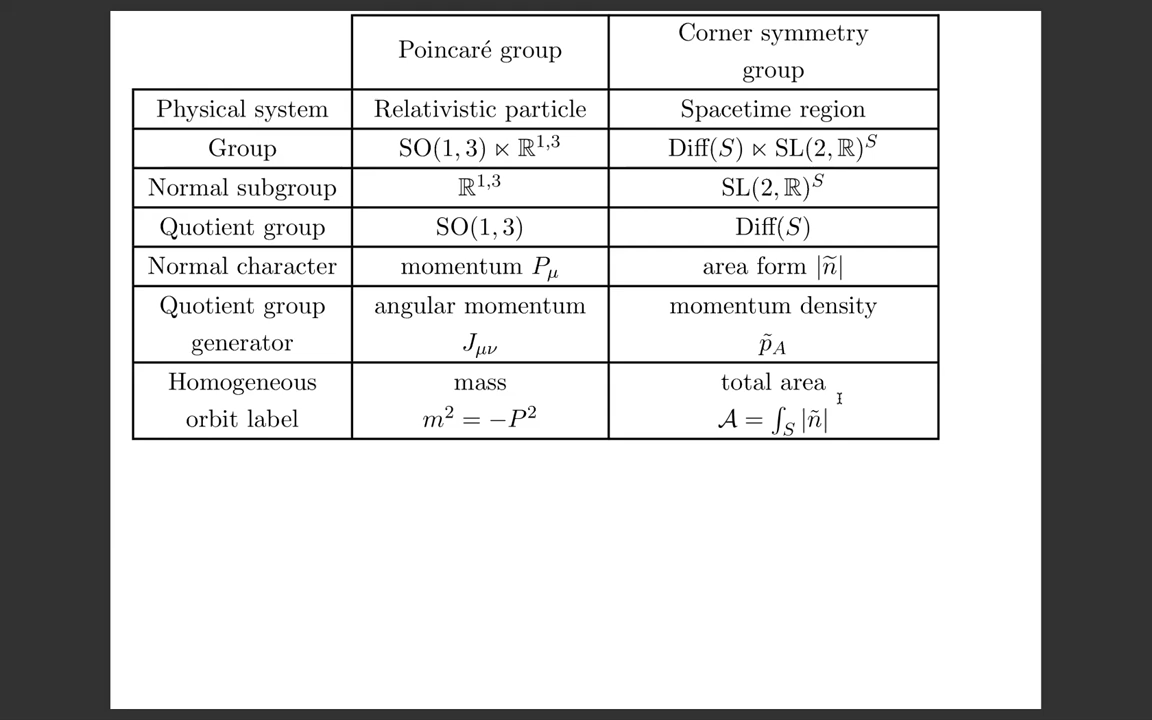 Poincaré group
Corner symmetry
group
Physical system Relativistic particle Spacetime region
Group SO(1, 3) ⋉ ℝ^{1,3} Diff(S) ⋉ SL(2, ℝ)^S
Normal subgroup ℝ^{1,3} SL(2, ℝ)^S
Quotient group SO(1, 3) Diff(S)
Normal character momentum P_μ area form |ñ|
Quotient group angular momentum momentum density
generator J_{μν} p̃_A
Homogeneous mass total area
orbit label m² = −P² 𝒜 = ∫_S |ñ|